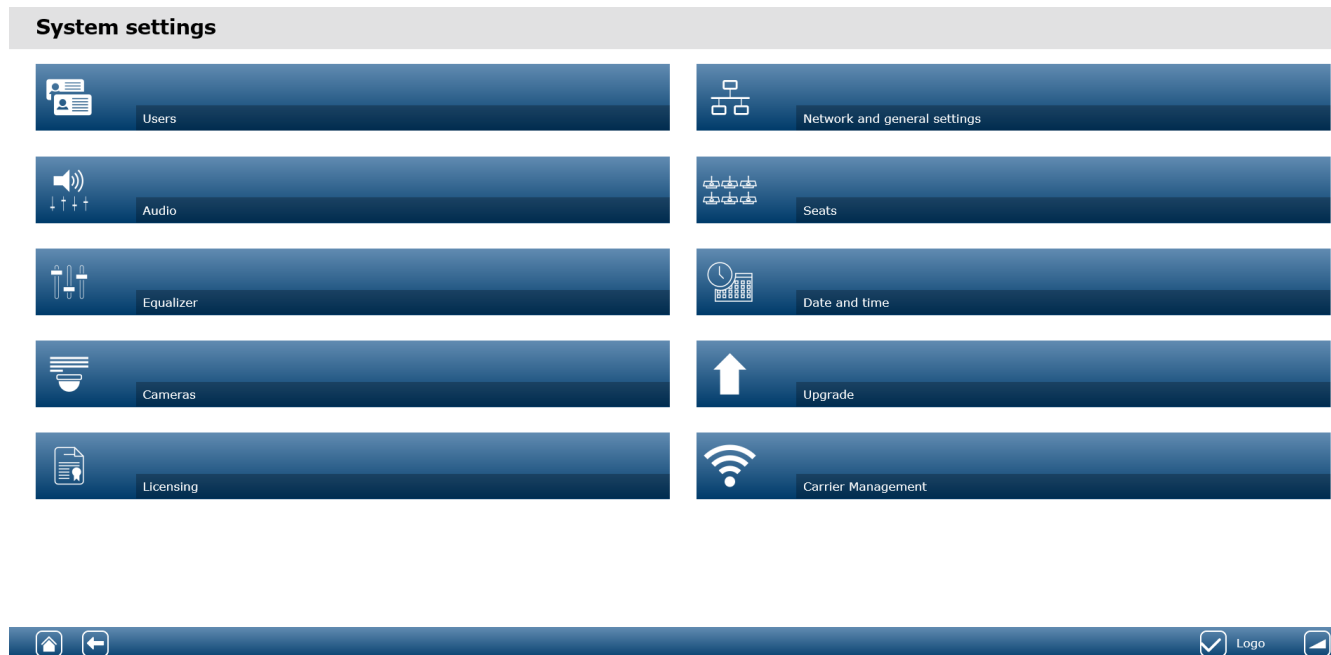 System settings
Users
Network and general settings
Audio
Seats
Equalizer
Date and time
Cameras
Upgrade
Licensing
Carrier Management
Logo